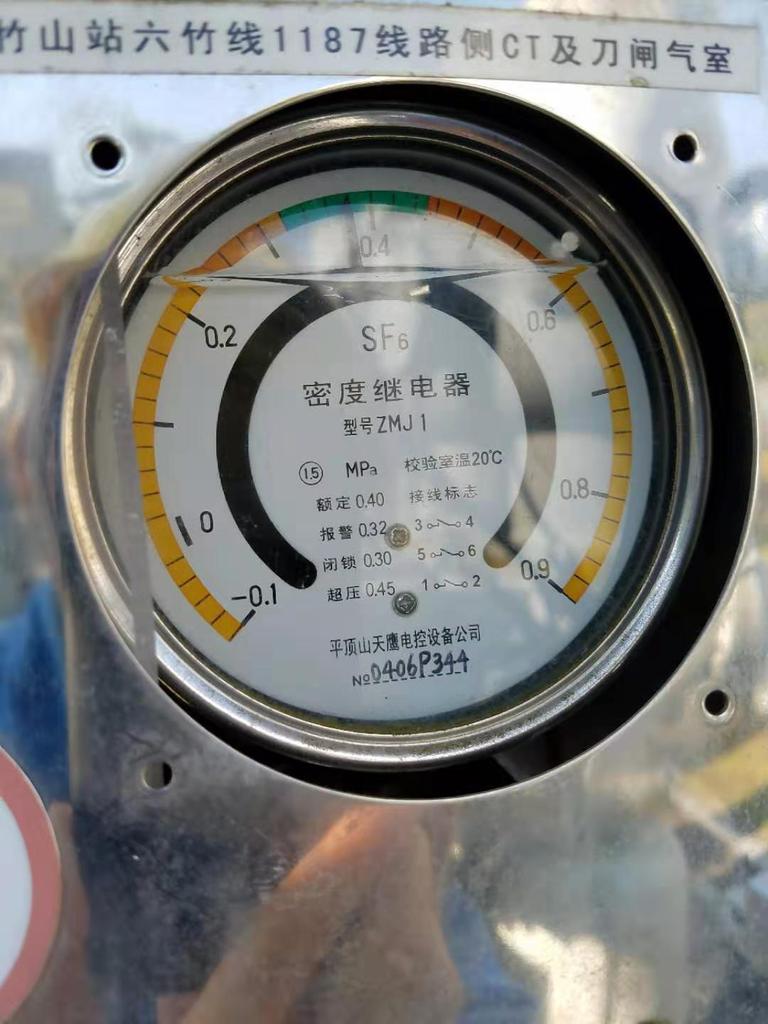 竹山站六竹线1187线路侧CT及刀闸气室
0.4
0.2
0.6
SF₆
密度继电器
型号ZMJ1
1.5 MPa 校验室温20℃
0.8
额定0.40 接线标志
0
报警0.32 3 4
闭锁0.30 5 6
0.9
-0.1
超压0.45 1 2
平顶山天鹰电控设备公司
№0406P344